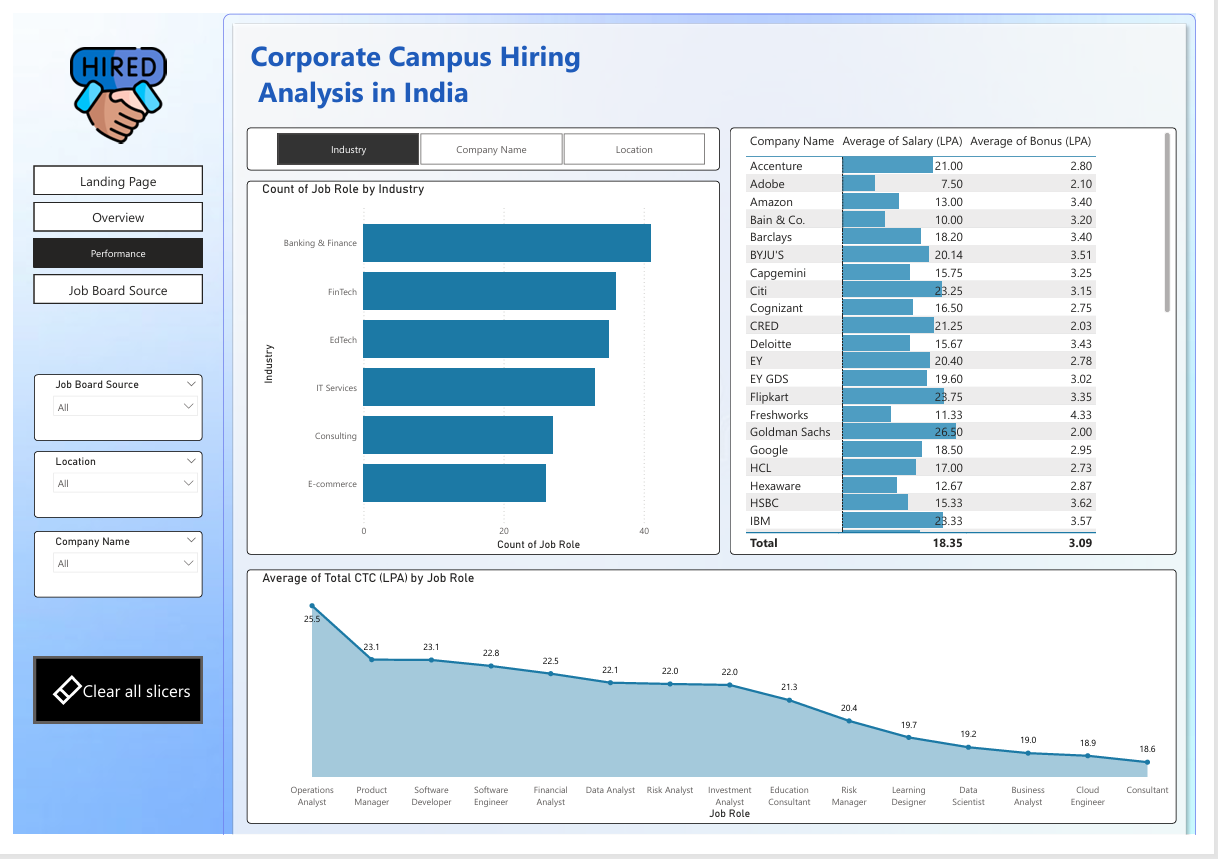 HIRED
Landing Page
Overview
Performance
Job Board Source
Job Board Source
All
Location
All
Company Name
All
Clear all slicers
Corporate Campus Hiring
Analysis in India
Industry
Company Name
Location
Count of Job Role by Industry
Industry
Banking & Finance
FinTech
EdTech
IT Services
Consulting
E-commerce
0 20 40
Count of Job Role
Company Name Average of Salary (LPA) Average of Bonus (LPA)
Accenture 21.00 2.80
Adobe 7.50 2.10
Amazon 13.00 3.40
Bain & Co. 10.00 3.20
Barclays 18.20 3.40
BYJU'S 20.14 3.51
Capgemini 15.75 3.25
Citi 23.25 3.15
Cognizant 16.50 2.75
CRED 21.25 2.03
Deloitte 15.67 3.43
EY 20.40 2.78
EY GDS 19.60 3.02
Flipkart 23.75 3.35
Freshworks 11.33 4.33
Goldman Sachs 26.50 2.00
Google 18.50 2.95
HCL 17.00 2.73
Hexaware 12.67 2.87
HSBC 15.33 3.62
IBM 23.33 3.57
Total 18.35 3.09
Average of Total CTC (LPA) by Job Role
25.5 23.1 23.1 22.8 22.5 22.1 22.0 22.0 21.3 20.4 19.7 19.2 19.0 18.9 18.6
Operations Product Software Software Financial Data Analyst Risk Analyst Investment Education Risk Learning Data Business Cloud Consultant
Analyst Manager Developer Engineer Analyst Analyst Consultant Manager Designer Scientist Analyst Engineer
Job Role